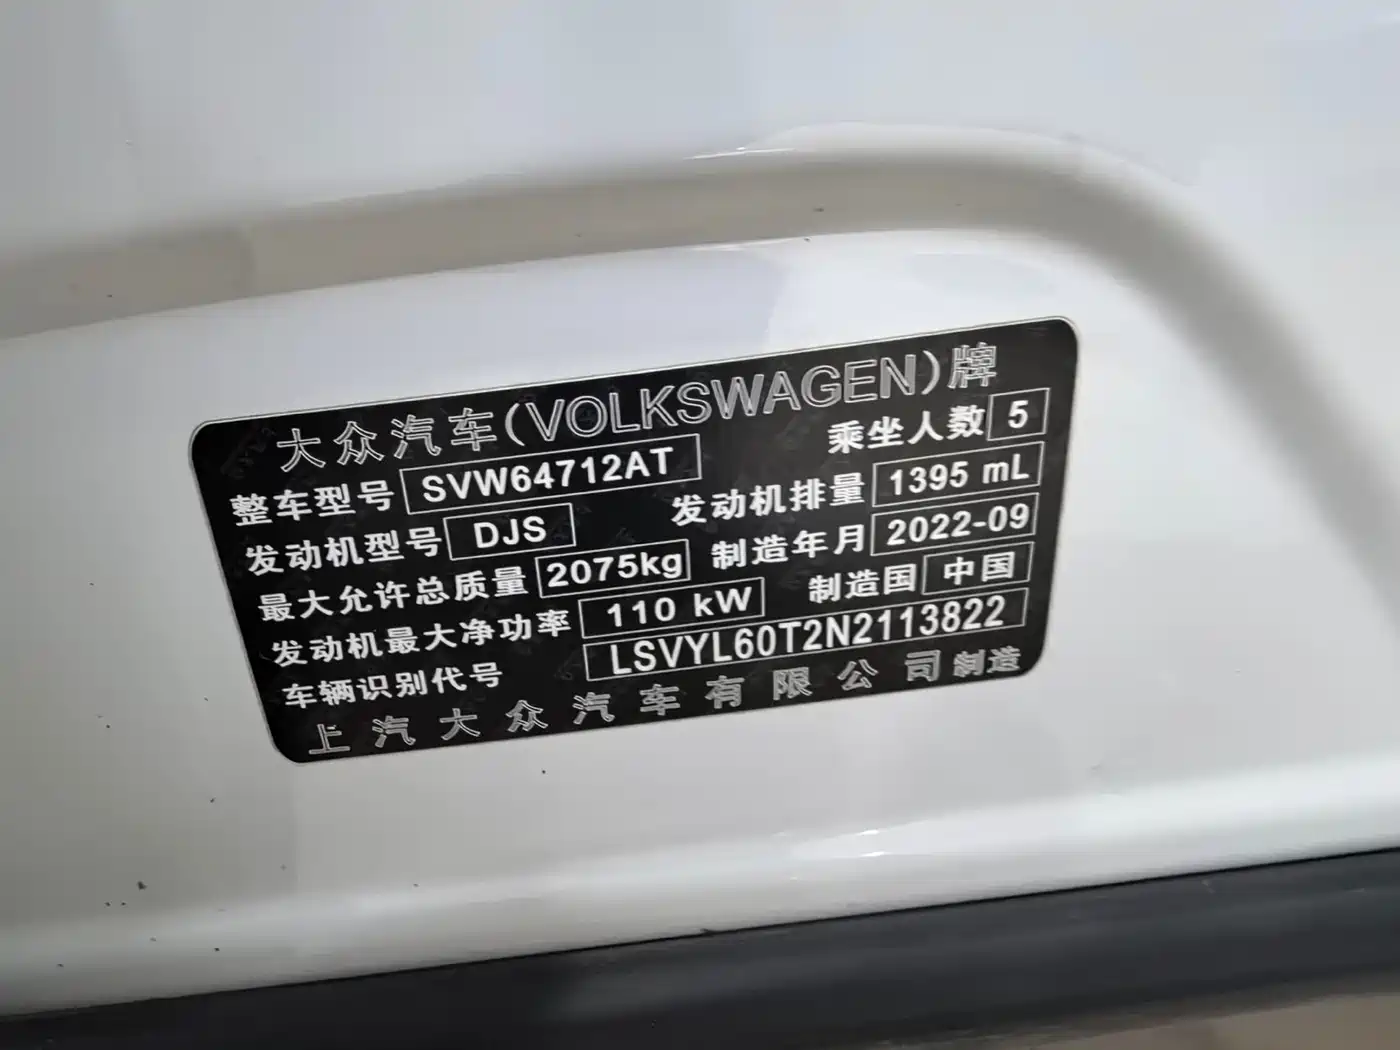 大众汽车(VOLKSWAGEN)牌
整车型号 SVW64712AT 乘坐人数 5
发动机型号 DJS 发动机排量 1395 mL
最大允许总质量 2075kg 制造年月 2022-09
发动机最大净功率 110 kW 制造国 中国
车辆识别代号 LSVYL60T2N2113822
上汽大众汽车有限公司制造